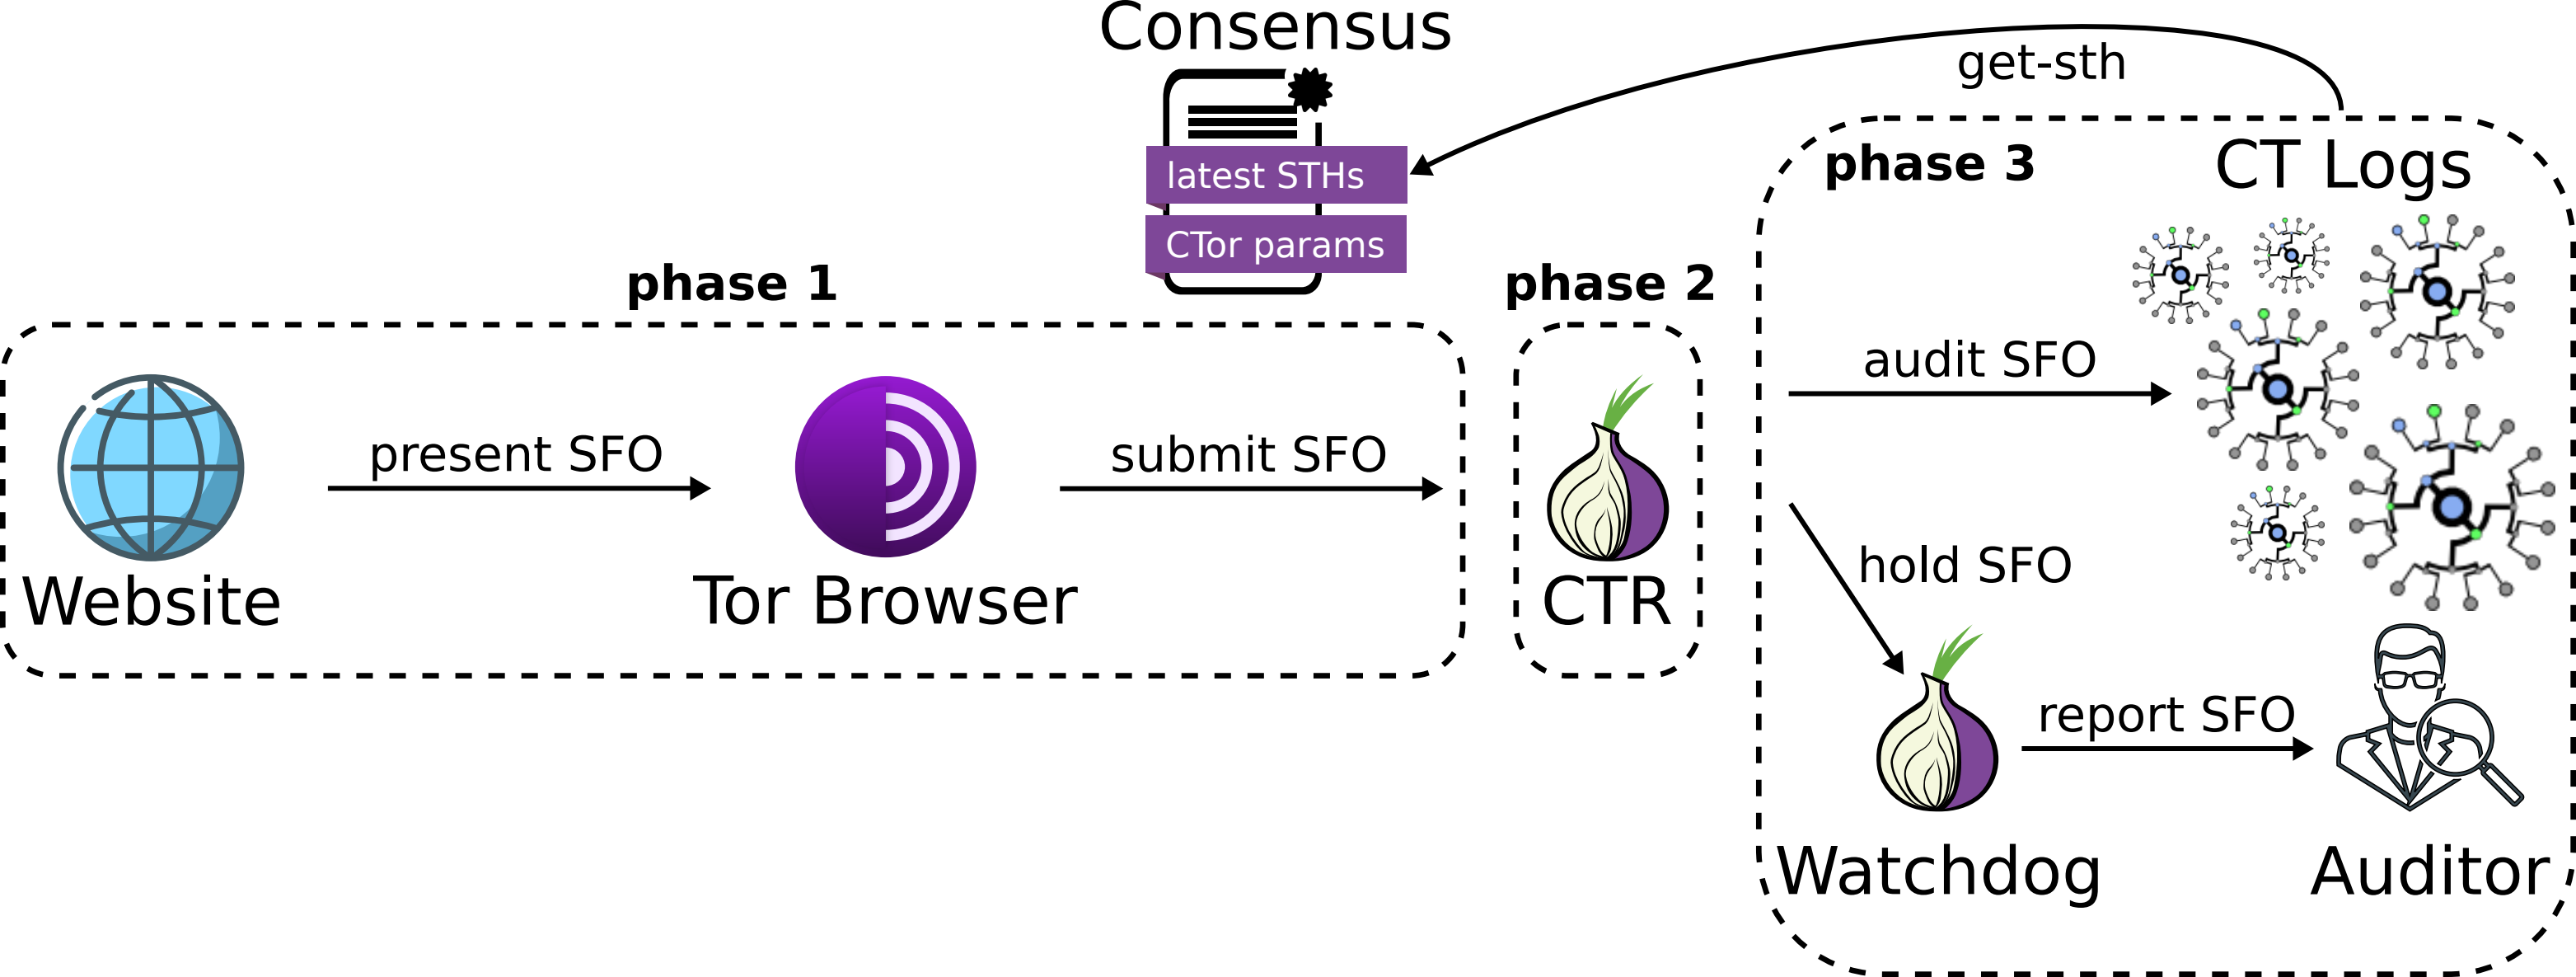 Consensus
latest STHs
CTor params
get-sth
phase 1
Website
present SFO
Tor Browser
submit SFO
phase 2
CTR
phase 3
CT Logs
audit SFO
hold SFO
Watchdog
report SFO
Auditor